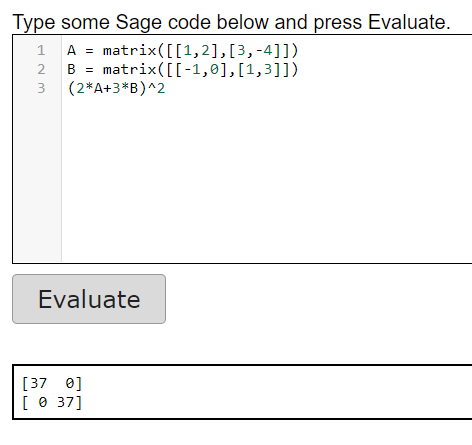 Type some Sage code below and press Evaluate.
1 A = matrix([[1,2],[3,-4]])
2 B = matrix([[-1,0],[1,3]])
3 (2*A+3*B)^2
Evaluate
[37  0]
[ 0 37]